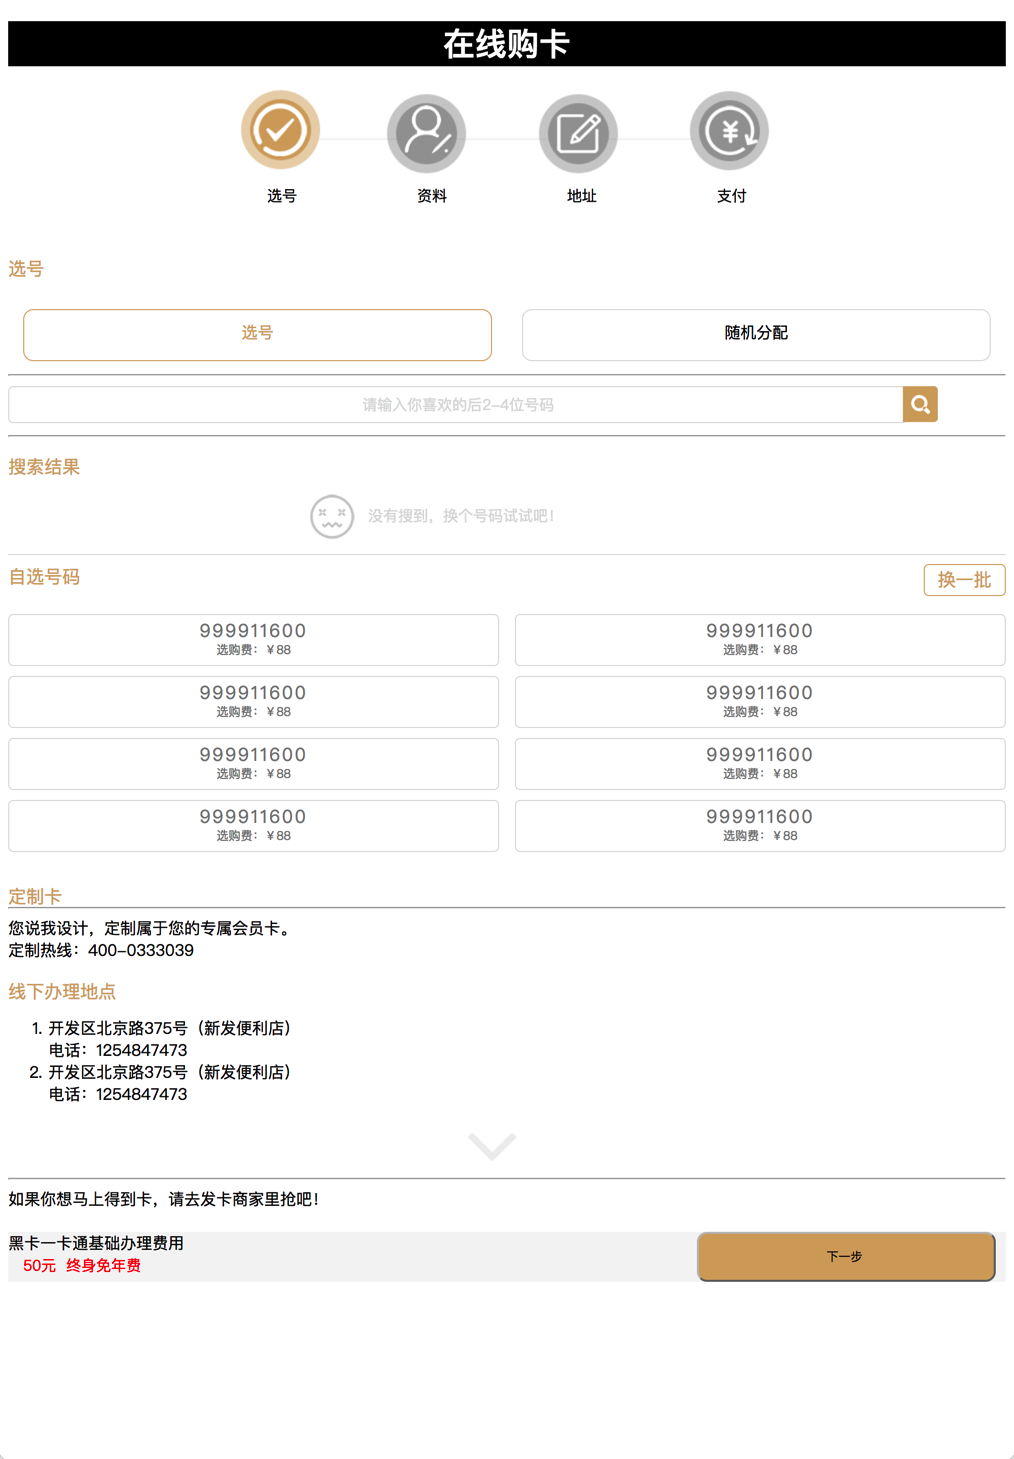 在线购卡
选号 资料 地址 支付
选号
选号 随机分配
请输入你喜欢的后2-4位号码
搜索结果
没有搜到，换个号码试试吧！
自选号码 换一批
999911600 999911600
选购费：￥88 选购费：￥88
999911600 999911600
选购费：￥88 选购费：￥88
999911600 999911600
选购费：￥88 选购费：￥88
999911600 999911600
选购费：￥88 选购费：￥88
定制卡
您说我设计，定制属于您的专属会员卡。
定制热线：400-0333039
线下办理地点
1. 开发区北京路375号（新发便利店）
电话：1254847473
2. 开发区北京路375号（新发便利店）
电话：1254847473
如果你想马上得到卡，请去发卡商家里抢吧！
黑卡一卡通基础办理费用
50元 终身免年费 下一步